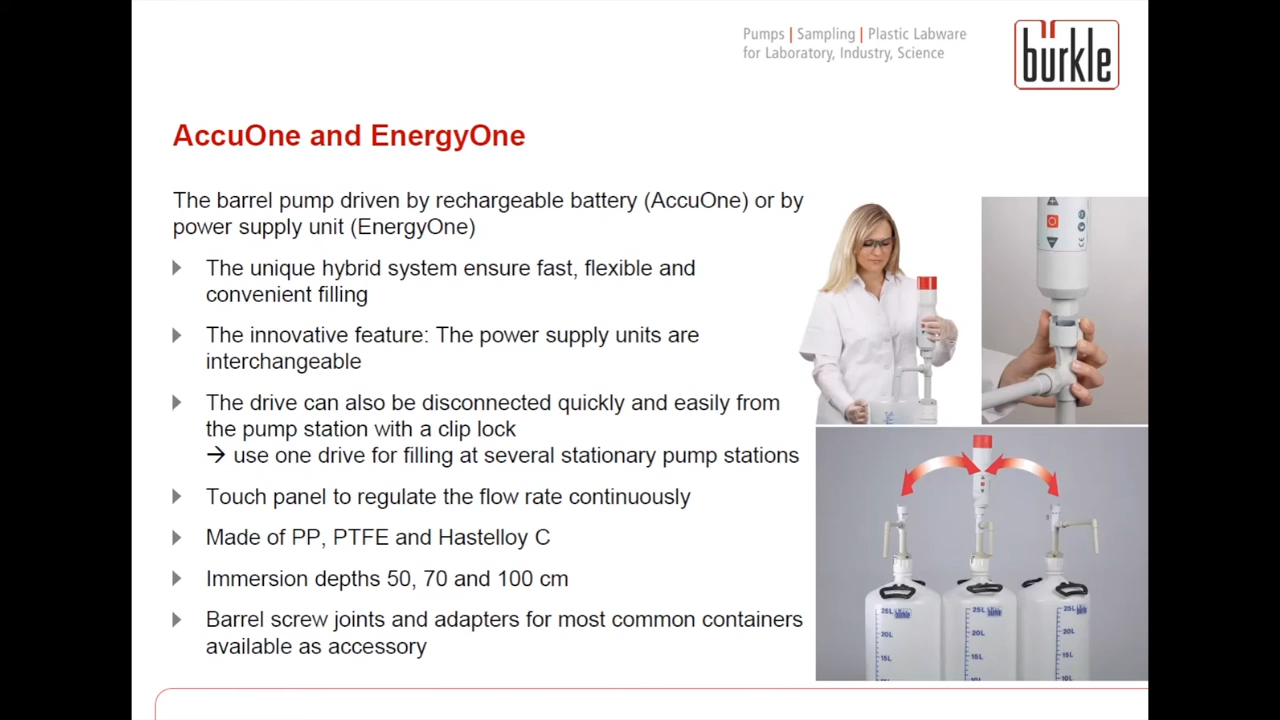 Pumps | Sampling | Plastic Labware
for Laboratory, Industry, Science
bürkle
AccuOne and EnergyOne
The barrel pump driven by rechargeable battery (AccuOne) or by
power supply unit (EnergyOne)
The unique hybrid system ensure fast, flexible and
convenient filling
The innovative feature: The power supply units are
interchangeable
The drive can also be disconnected quickly and easily from
the pump station with a clip lock
→ use one drive for filling at several stationary pump stations
Touch panel to regulate the flow rate continuously
Made of PP, PTFE and Hastelloy C
Immersion depths 50, 70 and 100 cm
Barrel screw joints and adapters for most common containers
available as accessory
CE
25L
25L
25L
20L
20L
20L
15L
15L
15L
10L
10L